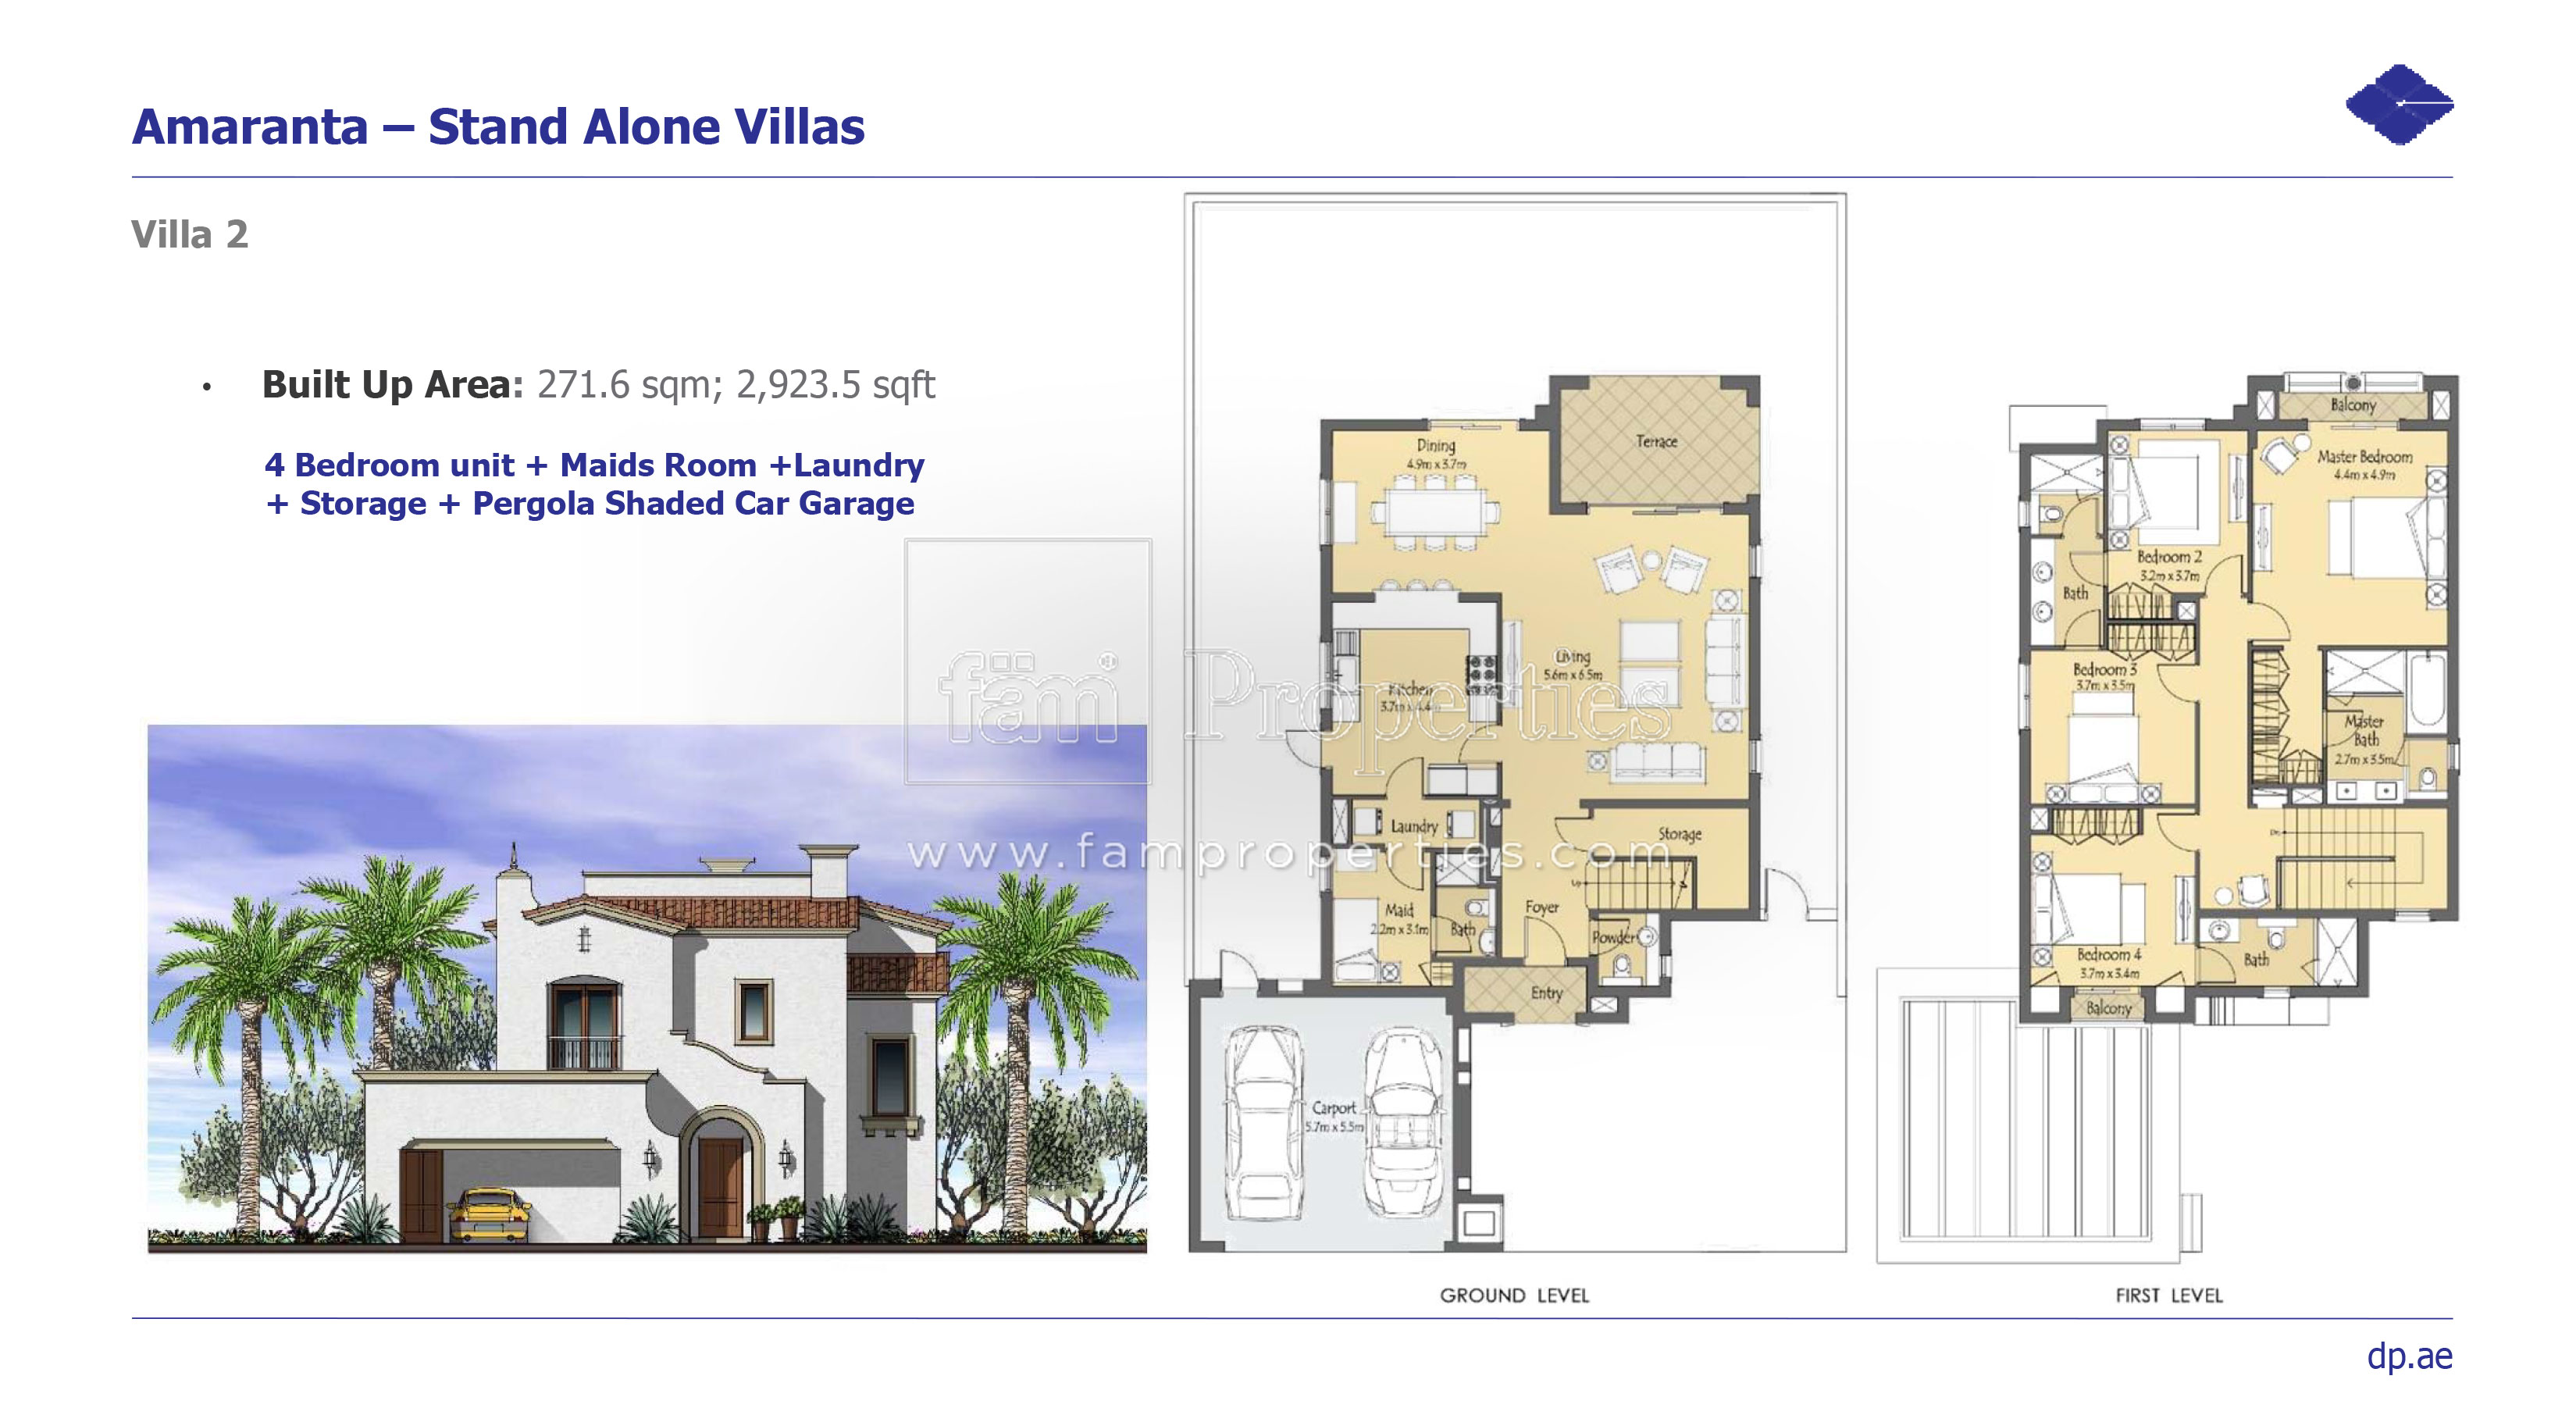 Amaranta – Stand Alone Villas
Villa 2
• Built Up Area: 271.6 sqm; 2,923.5 sqft
4 Bedroom unit + Maids Room +Laundry
+ Storage + Pergola Shaded Car Garage
Terrace
Dining
4.9m x 3.7m
Living
5.6m x 6.5m
Kitchen
3.7m x 4.4m
Laundry
Storage
Maid
2.2m x 3.1m
Bath
Foyer
Up
Powder
Entry
Carport
5.7m x 5.5m
GROUND LEVEL
Balcony
Master Bedroom
4.4m x 4.9m
Bedroom 2
3.2m x 3.7m
Bath
Bedroom 3
3.7m x 3.5m
Master
Bath
2.7m x 3.5m
Dn
Bedroom 4
3.7m x 3.4m
Bath
Balcony
FIRST LEVEL
fäm® Properties
www.famproperties.com
dp.ae